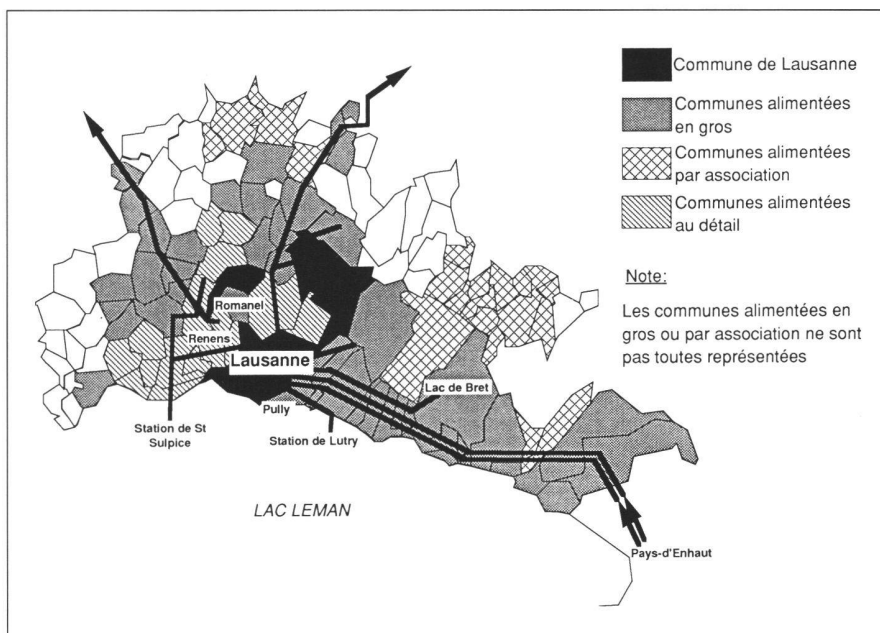 Commune de Lausanne
Communes alimentées
en gros
Communes alimentées
par association
Communes alimentées
au détail
Note:
Les communes alimentées en
gros ou par association ne sont
pas toutes représentées
Romanel
Renens
Lausanne
Lac de Bret
Pully
Station de St
Sulpice
Station de Lutry
LAC LEMAN
Pays-d'Enhaut